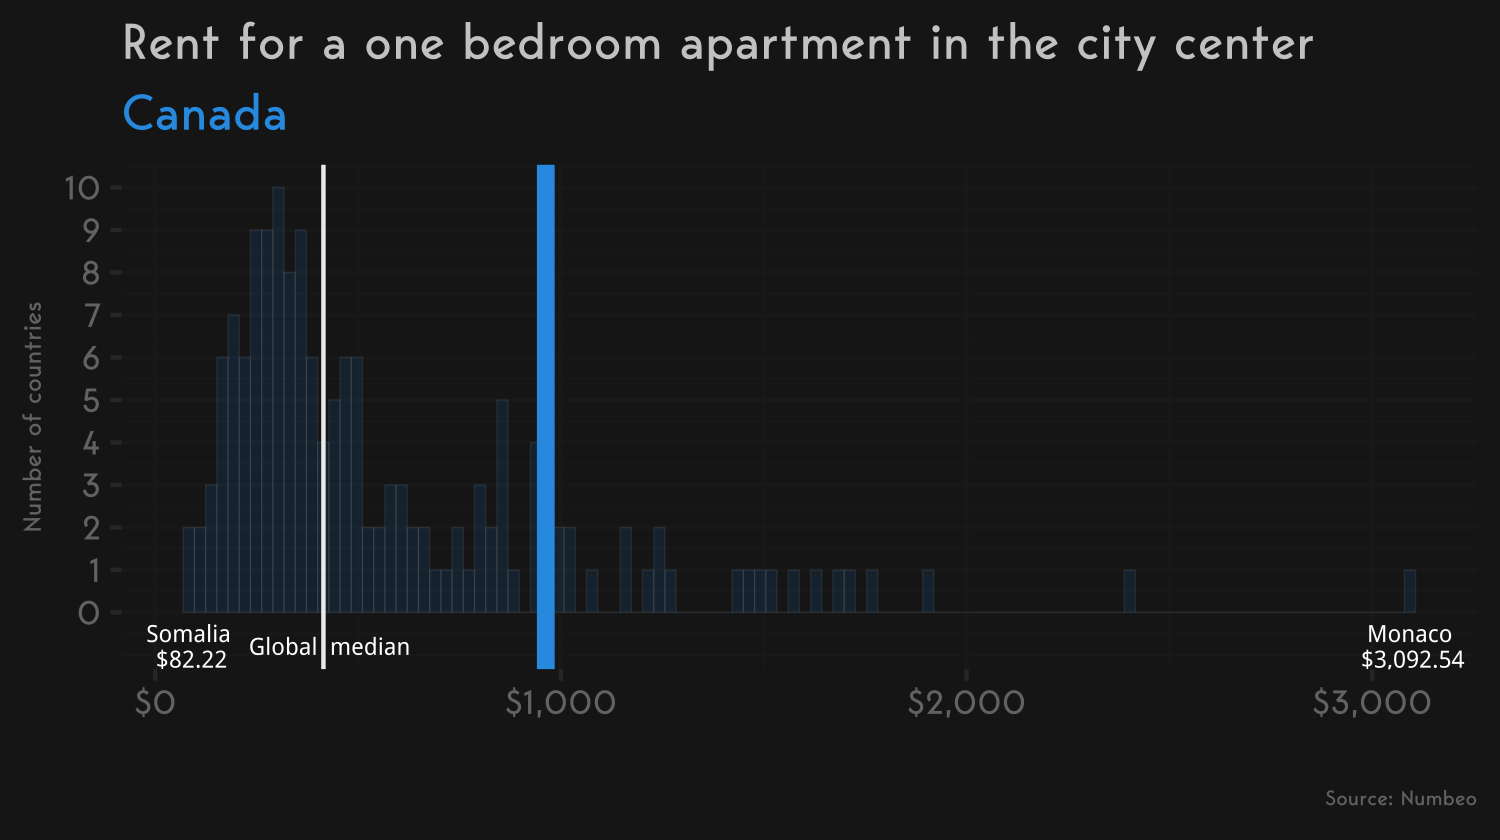 Rent for a one bedroom apartment in the city center
Canada
Number of countries
10
9
8
7
6
5
4
3
2
1
0
Somalia
$82.22
Global median
Monaco
$3,092.54
$0 $1,000 $2,000 $3,000
Source: Numbeo